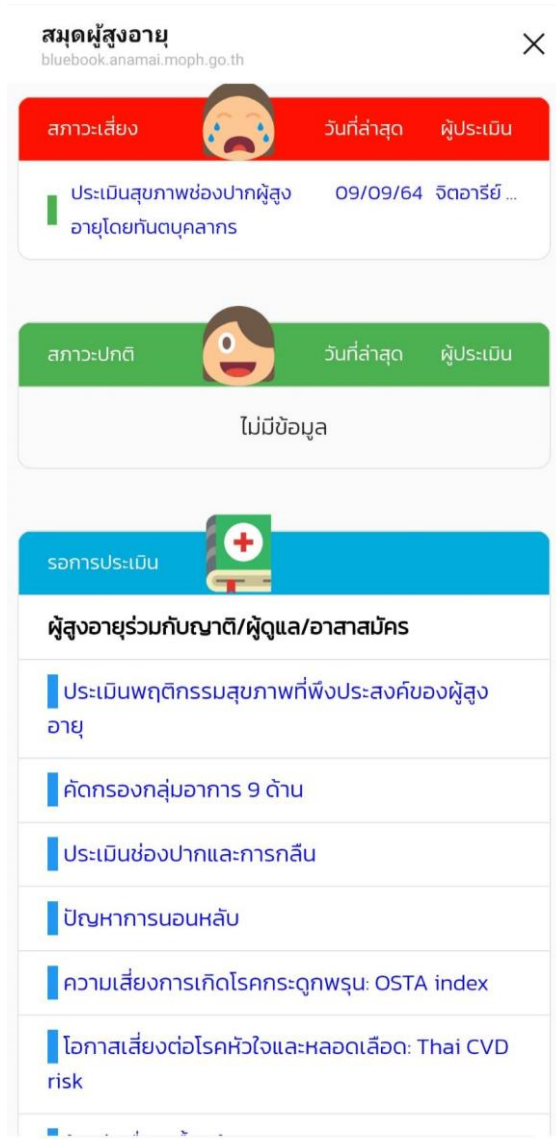 สมุดผู้สูงอายุ
bluebook.anamai.moph.go.th
สภาวะเสี่ยง วันที่ล่าสุด ผู้ประเมิน
ประเมินสุขภาพช่องปากผู้สูง 09/09/64 จิตอารีย์ ...
อายุโดยทันตบุคลากร
สภาวะปกติ วันที่ล่าสุด ผู้ประเมิน
ไม่มีข้อมูล
รอการประเมิน
ผู้สูงอายุร่วมกับญาติ/ผู้ดูแล/อาสาสมัคร
ประเมินพฤติกรรมสุขภาพที่พึงประสงค์ของผู้สูง
อายุ
คัดกรองกลุ่มอาการ 9 ด้าน
ประเมินช่องปากและการกลืน
ปัญหาการนอนหลับ
ความเสี่ยงการเกิดโรคกระดูกพรุน: OSTA index
โอกาสเสี่ยงต่อโรคหัวใจและหลอดเลือด: Thai CVD
risk